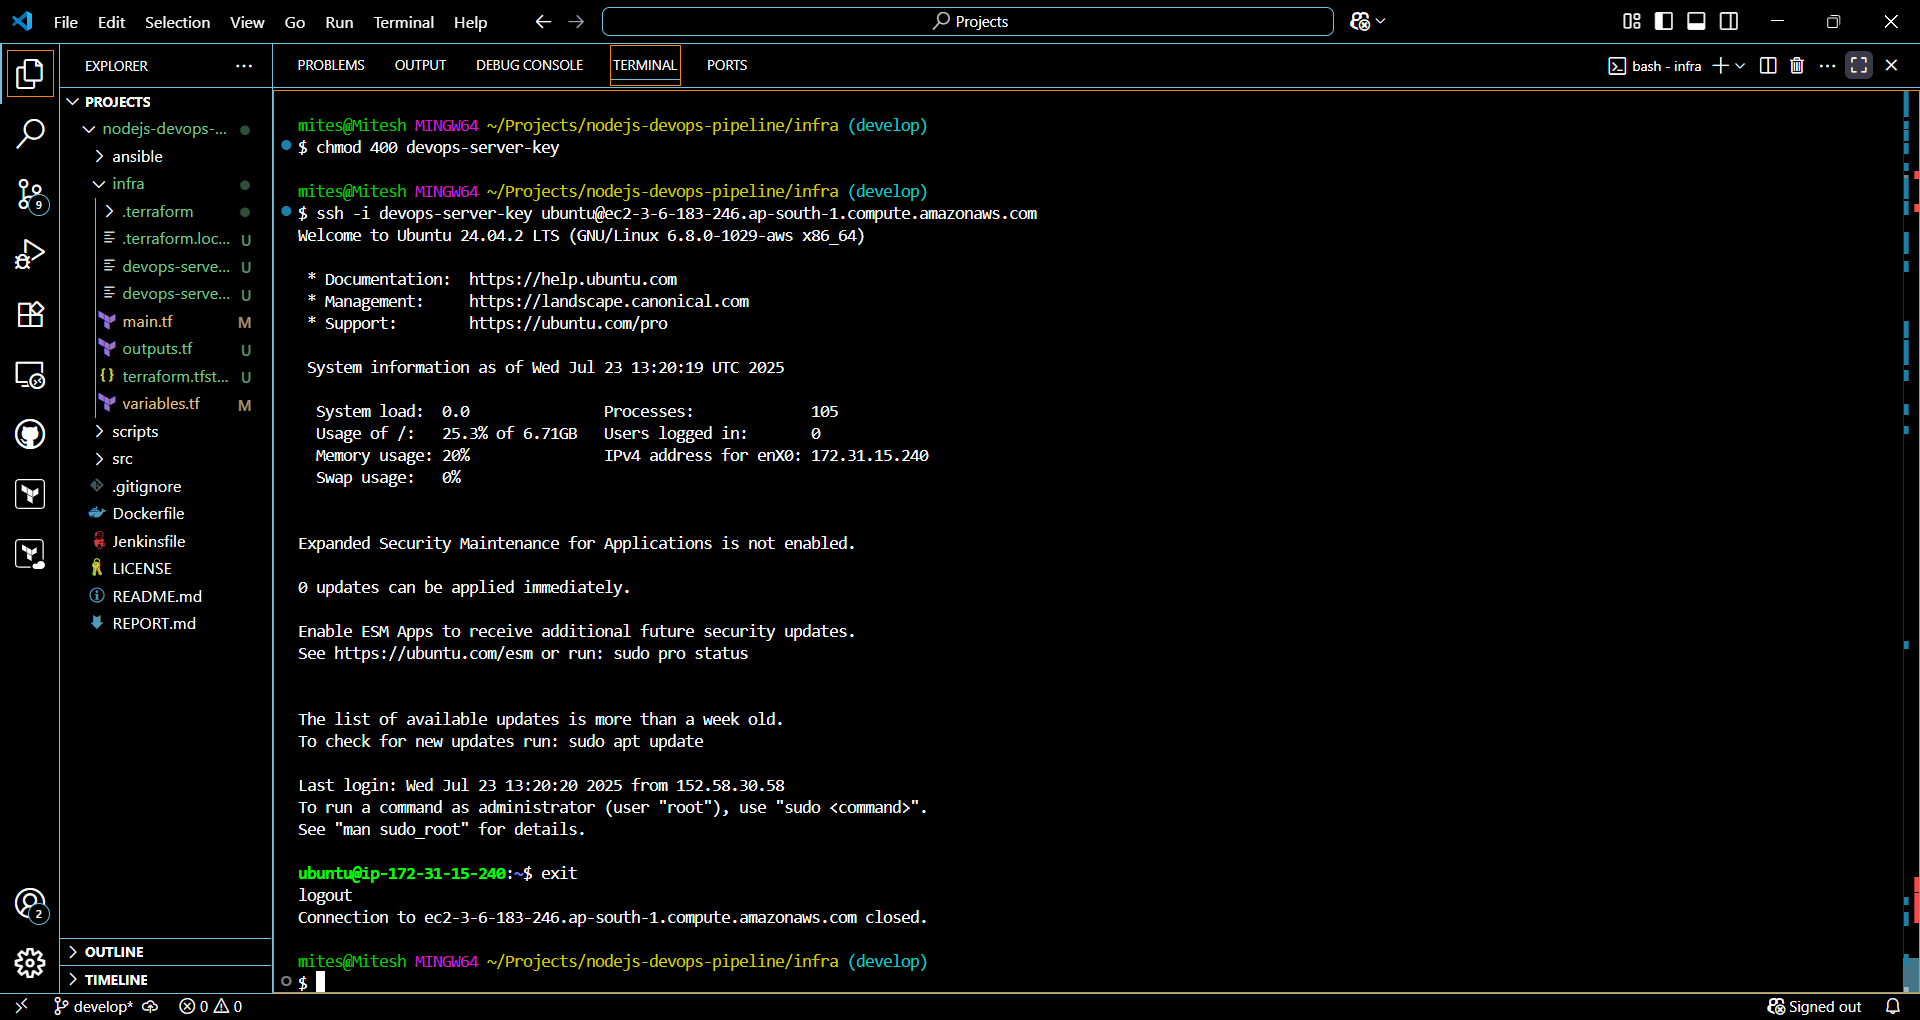 File Edit Selection View Go Run Terminal Help
Projects
EXPLORER
PROBLEMS OUTPUT DEBUG CONSOLE TERMINAL PORTS
bash - infra
PROJECTS
nodejs-devops-...
ansible
infra
.terraform
.terraform.loc... U
devops-serve... U
devops-serve... U
main.tf M
outputs.tf U
terraform.tfst... U
variables.tf M
scripts
src
.gitignore
Dockerfile
Jenkinsfile
LICENSE
README.md
REPORT.md
OUTLINE
TIMELINE
9
2
mites@Mitesh MINGW64 ~/Projects/nodejs-devops-pipeline/infra (develop)
$ chmod 400 devops-server-key
mites@Mitesh MINGW64 ~/Projects/nodejs-devops-pipeline/infra (develop)
$ ssh -i devops-server-key ubuntu@ec2-3-6-183-246.ap-south-1.compute.amazonaws.com
Welcome to Ubuntu 24.04.2 LTS (GNU/Linux 6.8.0-1029-aws x86_64)
* Documentation: https://help.ubuntu.com
* Management: https://landscape.canonical.com
* Support: https://ubuntu.com/pro
System information as of Wed Jul 23 13:20:19 UTC 2025
System load: 0.0 Processes: 105
Usage of /: 25.3% of 6.71GB Users logged in: 0
Memory usage: 20% IPv4 address for enX0: 172.31.15.240
Swap usage: 0%
Expanded Security Maintenance for Applications is not enabled.
0 updates can be applied immediately.
Enable ESM Apps to receive additional future security updates.
See https://ubuntu.com/esm or run: sudo pro status
The list of available updates is more than a week old.
To check for new updates run: sudo apt update
Last login: Wed Jul 23 13:20:20 2025 from 152.58.30.58
To run a command as administrator (user "root"), use "sudo <command>".
See "man sudo_root" for details.
ubuntu@ip-172-31-15-240:~$ exit
logout
Connection to ec2-3-6-183-246.ap-south-1.compute.amazonaws.com closed.
mites@Mitesh MINGW64 ~/Projects/nodejs-devops-pipeline/infra (develop)
$
develop* 0 0 Signed out